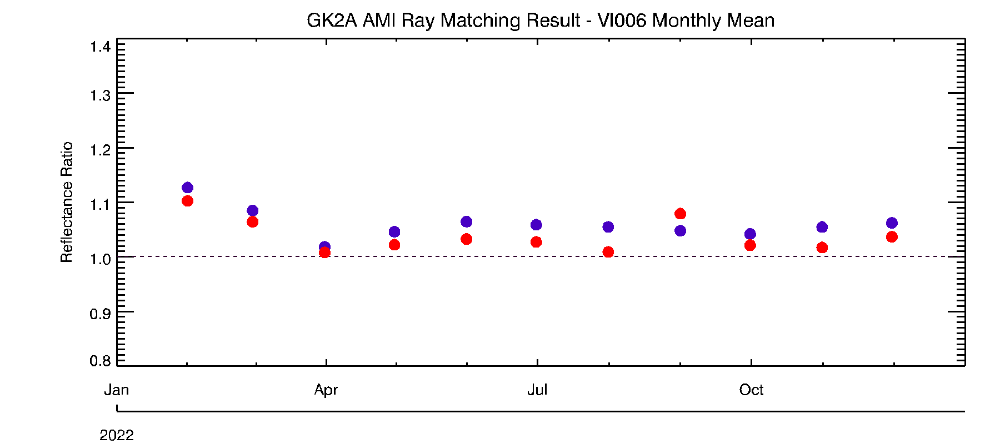 GK2A AMI Ray Matching Result - VI006 Monthly Mean
1.4
1.3
1.2
1.1
1.0
0.9
0.8
Reflectance Ratio
Jan Apr Jul Oct
2022